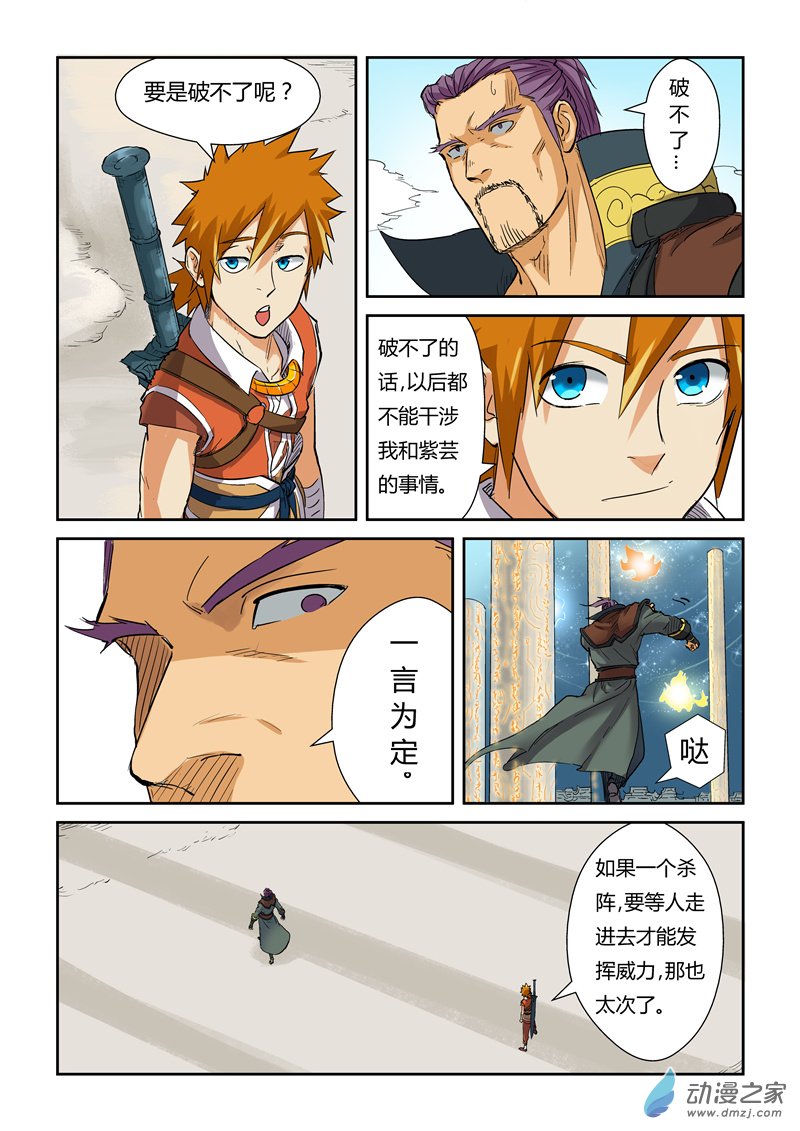 要是破不了呢？
破
不
了
…
破不了的
话,以后都
不能干涉
我和紫芸
的事情。
一
言
为
定。
哒
如果一个杀
阵,要等人走
进去才能发
挥威力,那也
太次了。
动漫之家
www.dmzj.com